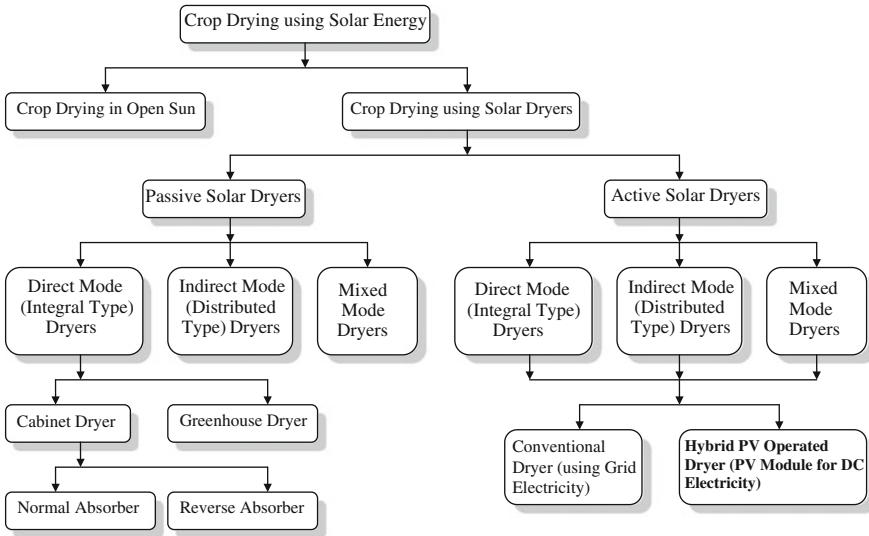 Crop Drying using Solar Energy
Crop Drying in Open Sun
Crop Drying using Solar Dryers
Passive Solar Dryers
Active Solar Dryers
Direct Mode
(Integral Type)
Dryers
Indirect Mode
(Distributed
Type) Dryers
Mixed
Mode
Dryers
Direct Mode
(Integral Type)
Dryers
Indirect Mode
(Distributed
Type) Dryers
Mixed
Mode
Dryers
Cabinet Dryer
Greenhouse Dryer
Conventional
Dryer (using Grid
Electricity)
Hybrid PV Operated
Dryer (PV Module for DC
Electricity)
Normal Absorber
Reverse Absorber